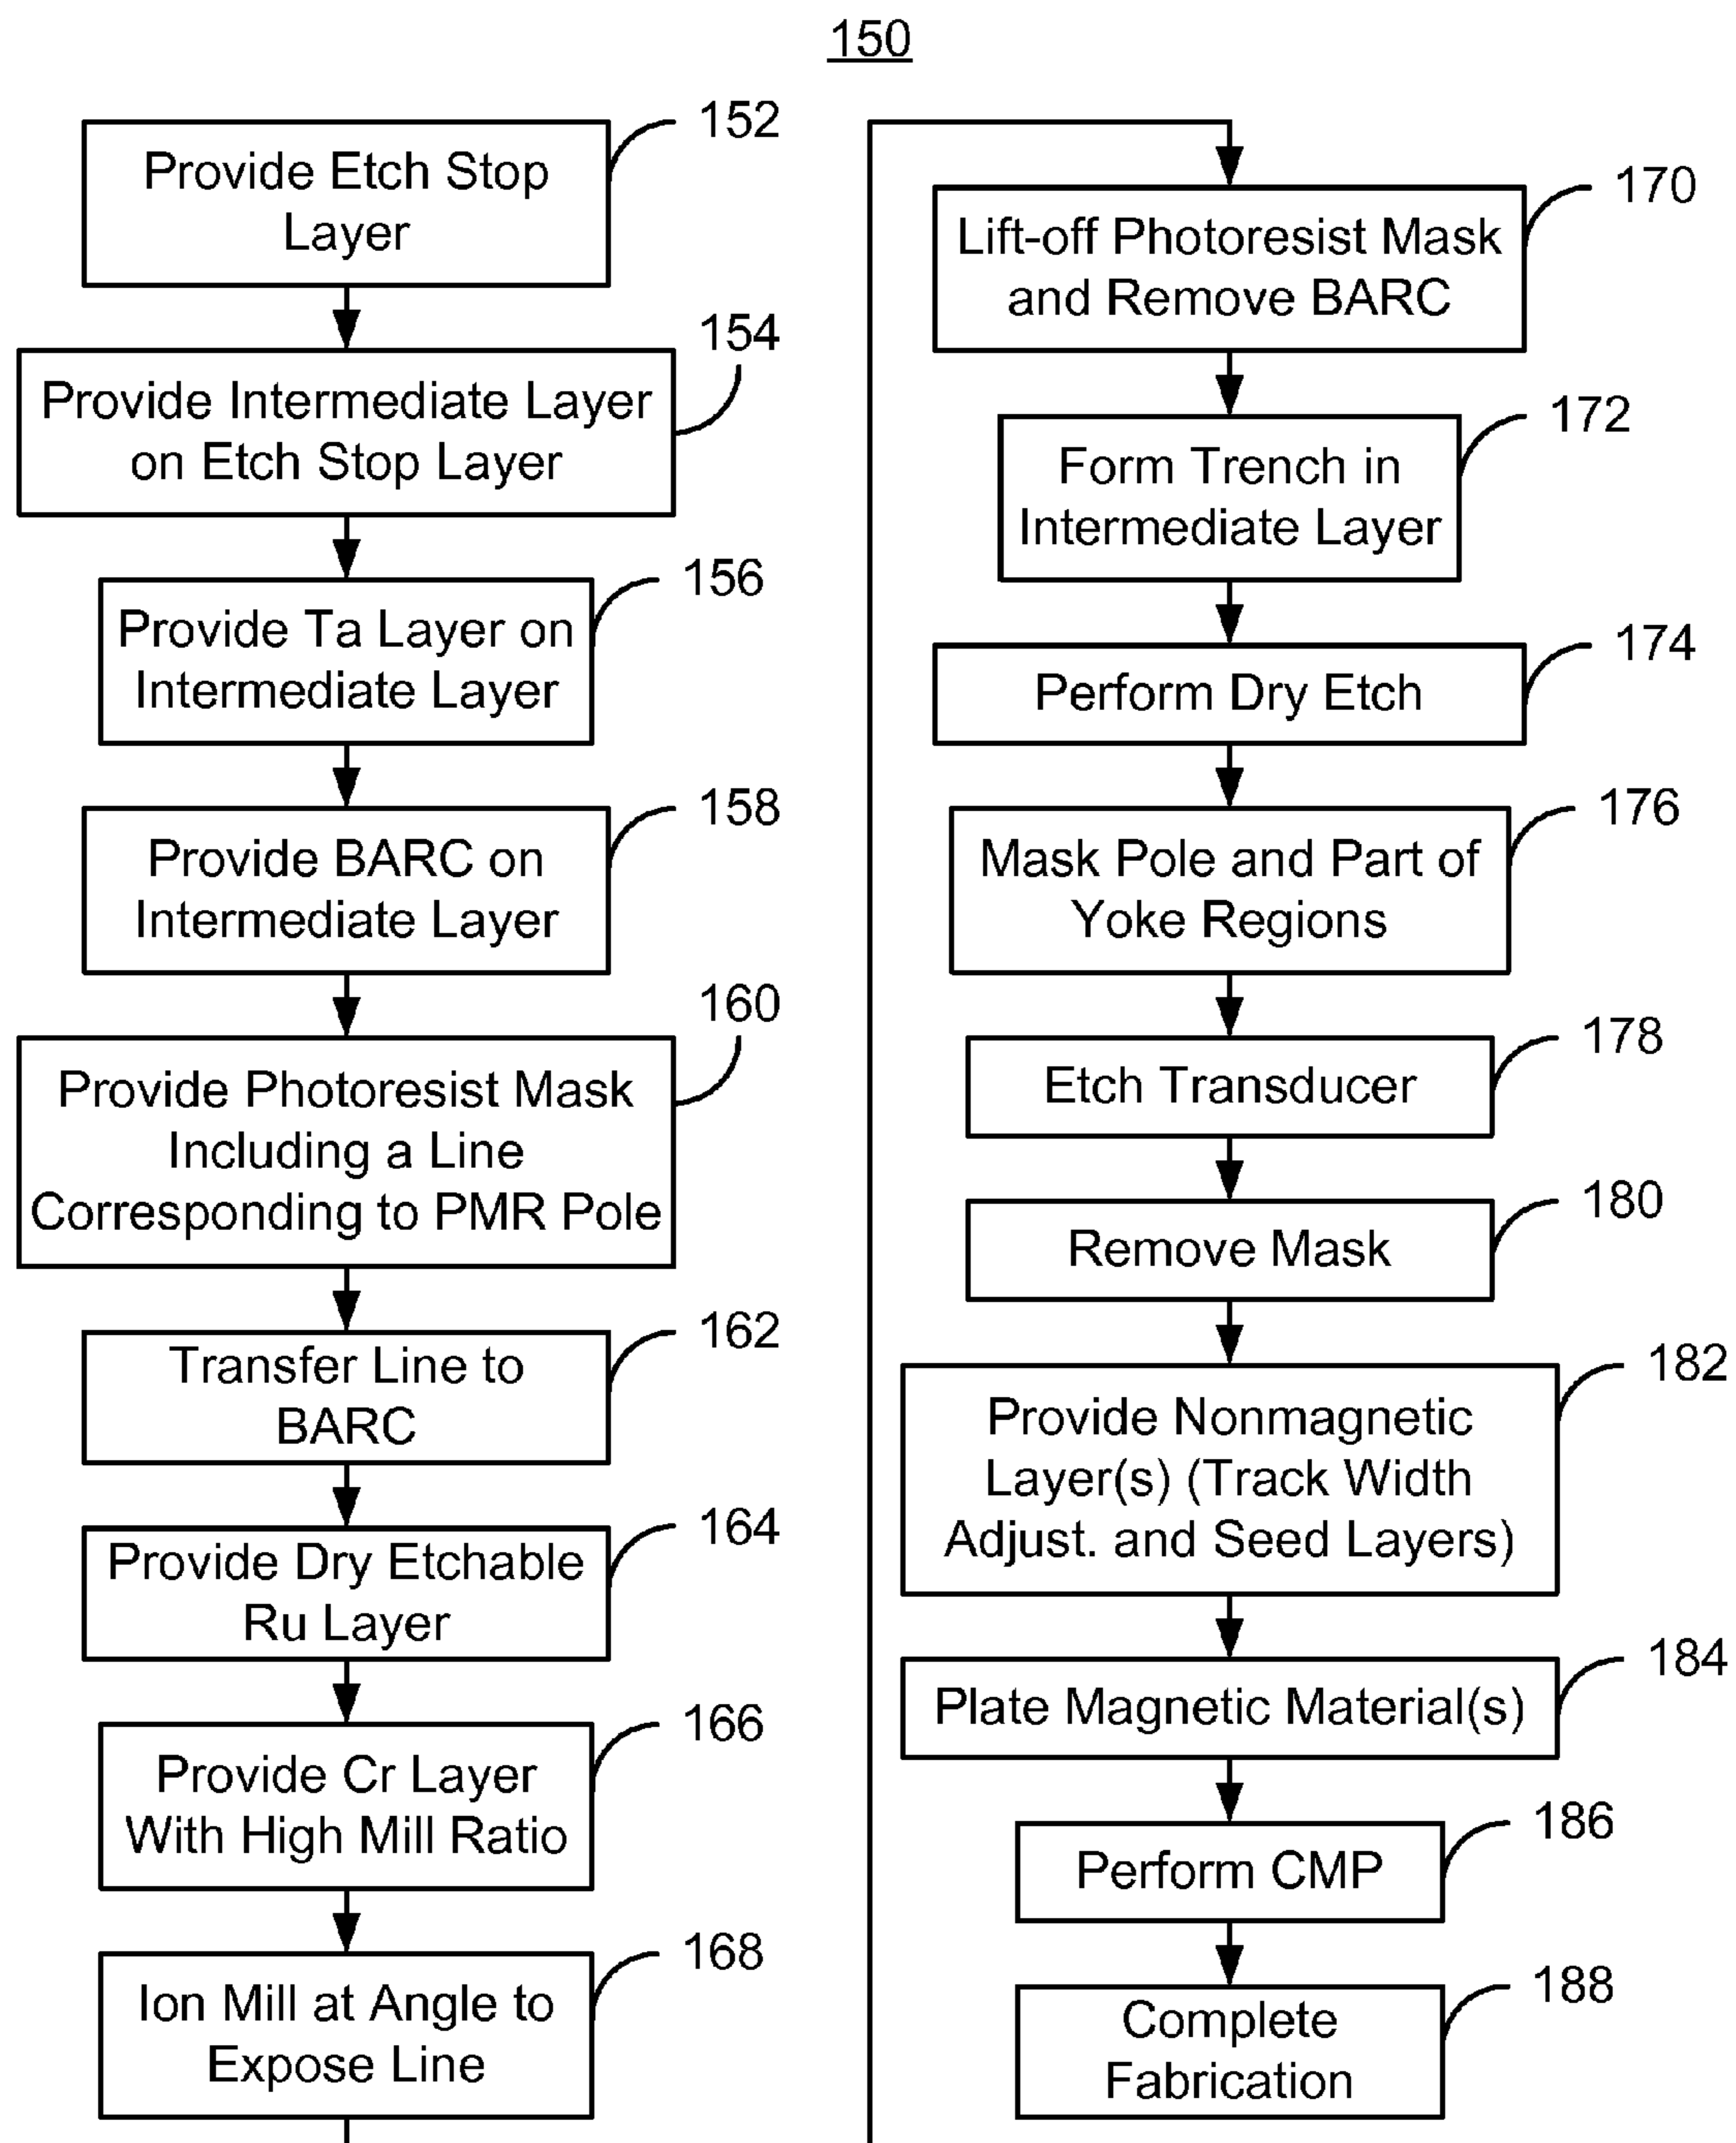 150
152
Provide Etch Stop
Layer
154
Provide Intermediate Layer
on Etch Stop Layer
156
Provide Ta Layer on
Intermediate Layer
158
Provide BARC on
Intermediate Layer
160
Provide Photoresist Mask
Including a Line
Corresponding to PMR Pole
162
Transfer Line to
BARC
164
Provide Dry Etchable
Ru Layer
166
Provide Cr Layer
With High Mill Ratio
168
Ion Mill at Angle to
Expose Line
170
Lift-off Photoresist Mask
and Remove BARC
172
Form Trench in
Intermediate Layer
174
Perform Dry Etch
176
Mask Pole and Part of
Yoke Regions
178
Etch Transducer
180
Remove Mask
182
Provide Nonmagnetic
Layer(s) (Track Width
Adjust. and Seed Layers)
184
Plate Magnetic Material(s)
186
Perform CMP
188
Complete
Fabrication